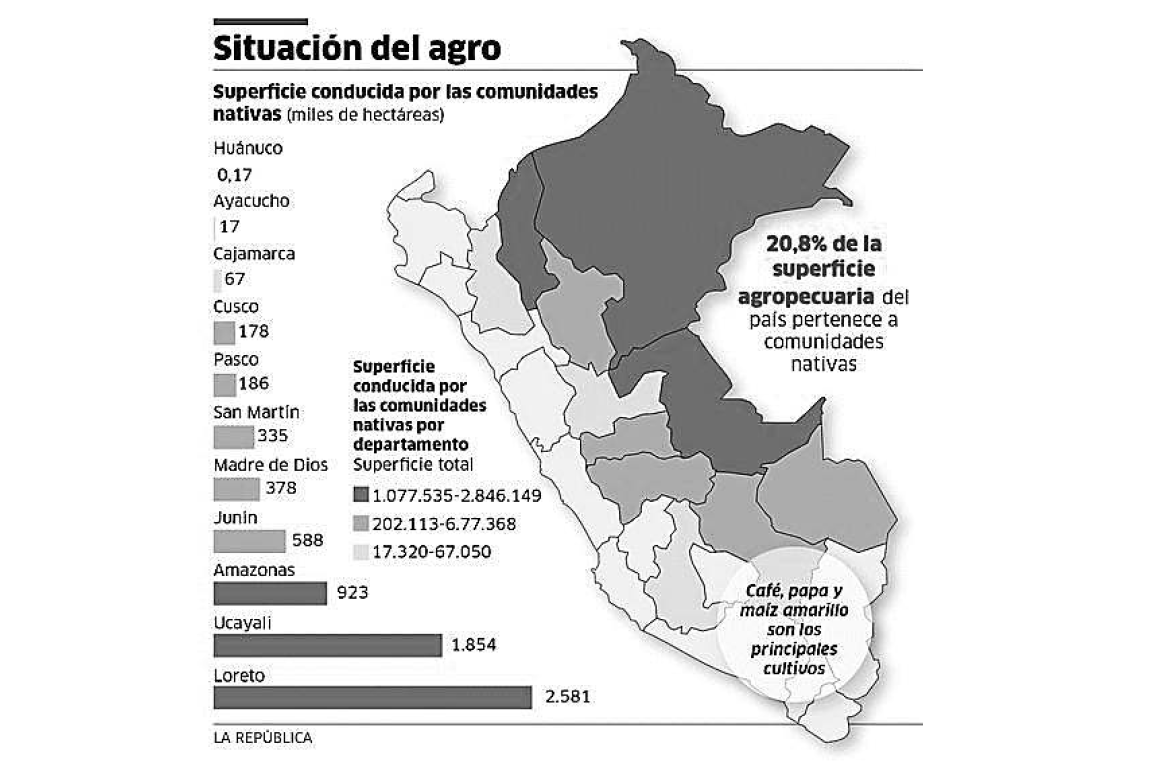 Situación del agro
Superficie conducida por las comunidades
nativas (miles de hectáreas)
Huánuco
0,17
Ayacucho
17
Cajamarca
67
Cusco
178
Pasco
186
San Martín
335
Madre de Dios
378
Junín
588
Amazonas
923
Ucayali
1.854
Loreto
2.581
Superficie
conducida por
las comunidades
nativas por
departamento
Superficie total
1.077.535-2.846.149
202.113-6.77.368
17.320-67.050
20,8% de la
superficie
agropecuaria del
país pertenece a
comunidades
nativas
Café, papa y
maíz amarillo
son los
principales
cultivos
LA REPÚBLICA